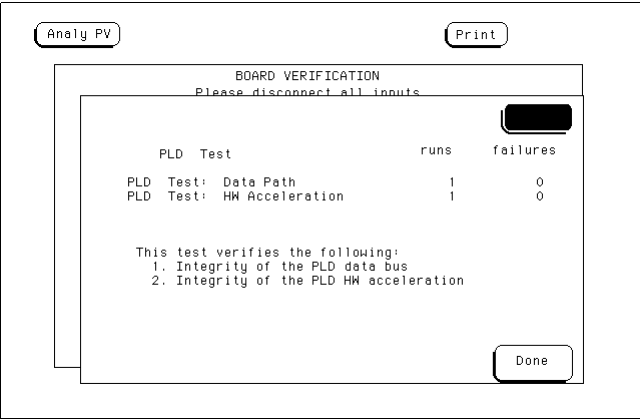 Analy PV
Print
BOARD VERIFICATION
Please disconnect all inputs
PLD Test runs failures
PLD Test: Data Path 1 0
PLD Test: HW Acceleration 1 0
This test verifies the following:
1. Integrity of the PLD data bus
2. Integrity of the PLD HW acceleration
Done